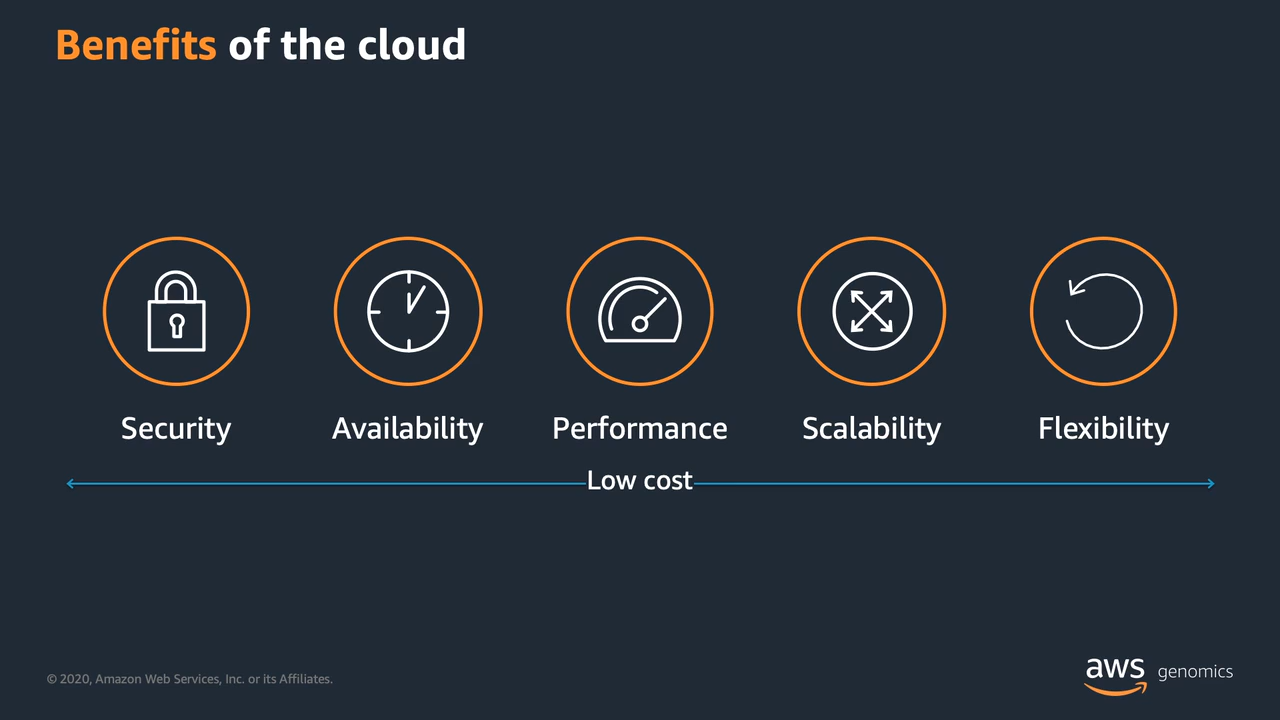 Benefits of the cloud
Security
Availability
Performance
Scalability
Flexibility
Low cost
© 2020, Amazon Web Services, Inc. or its Affiliates.
aws genomics